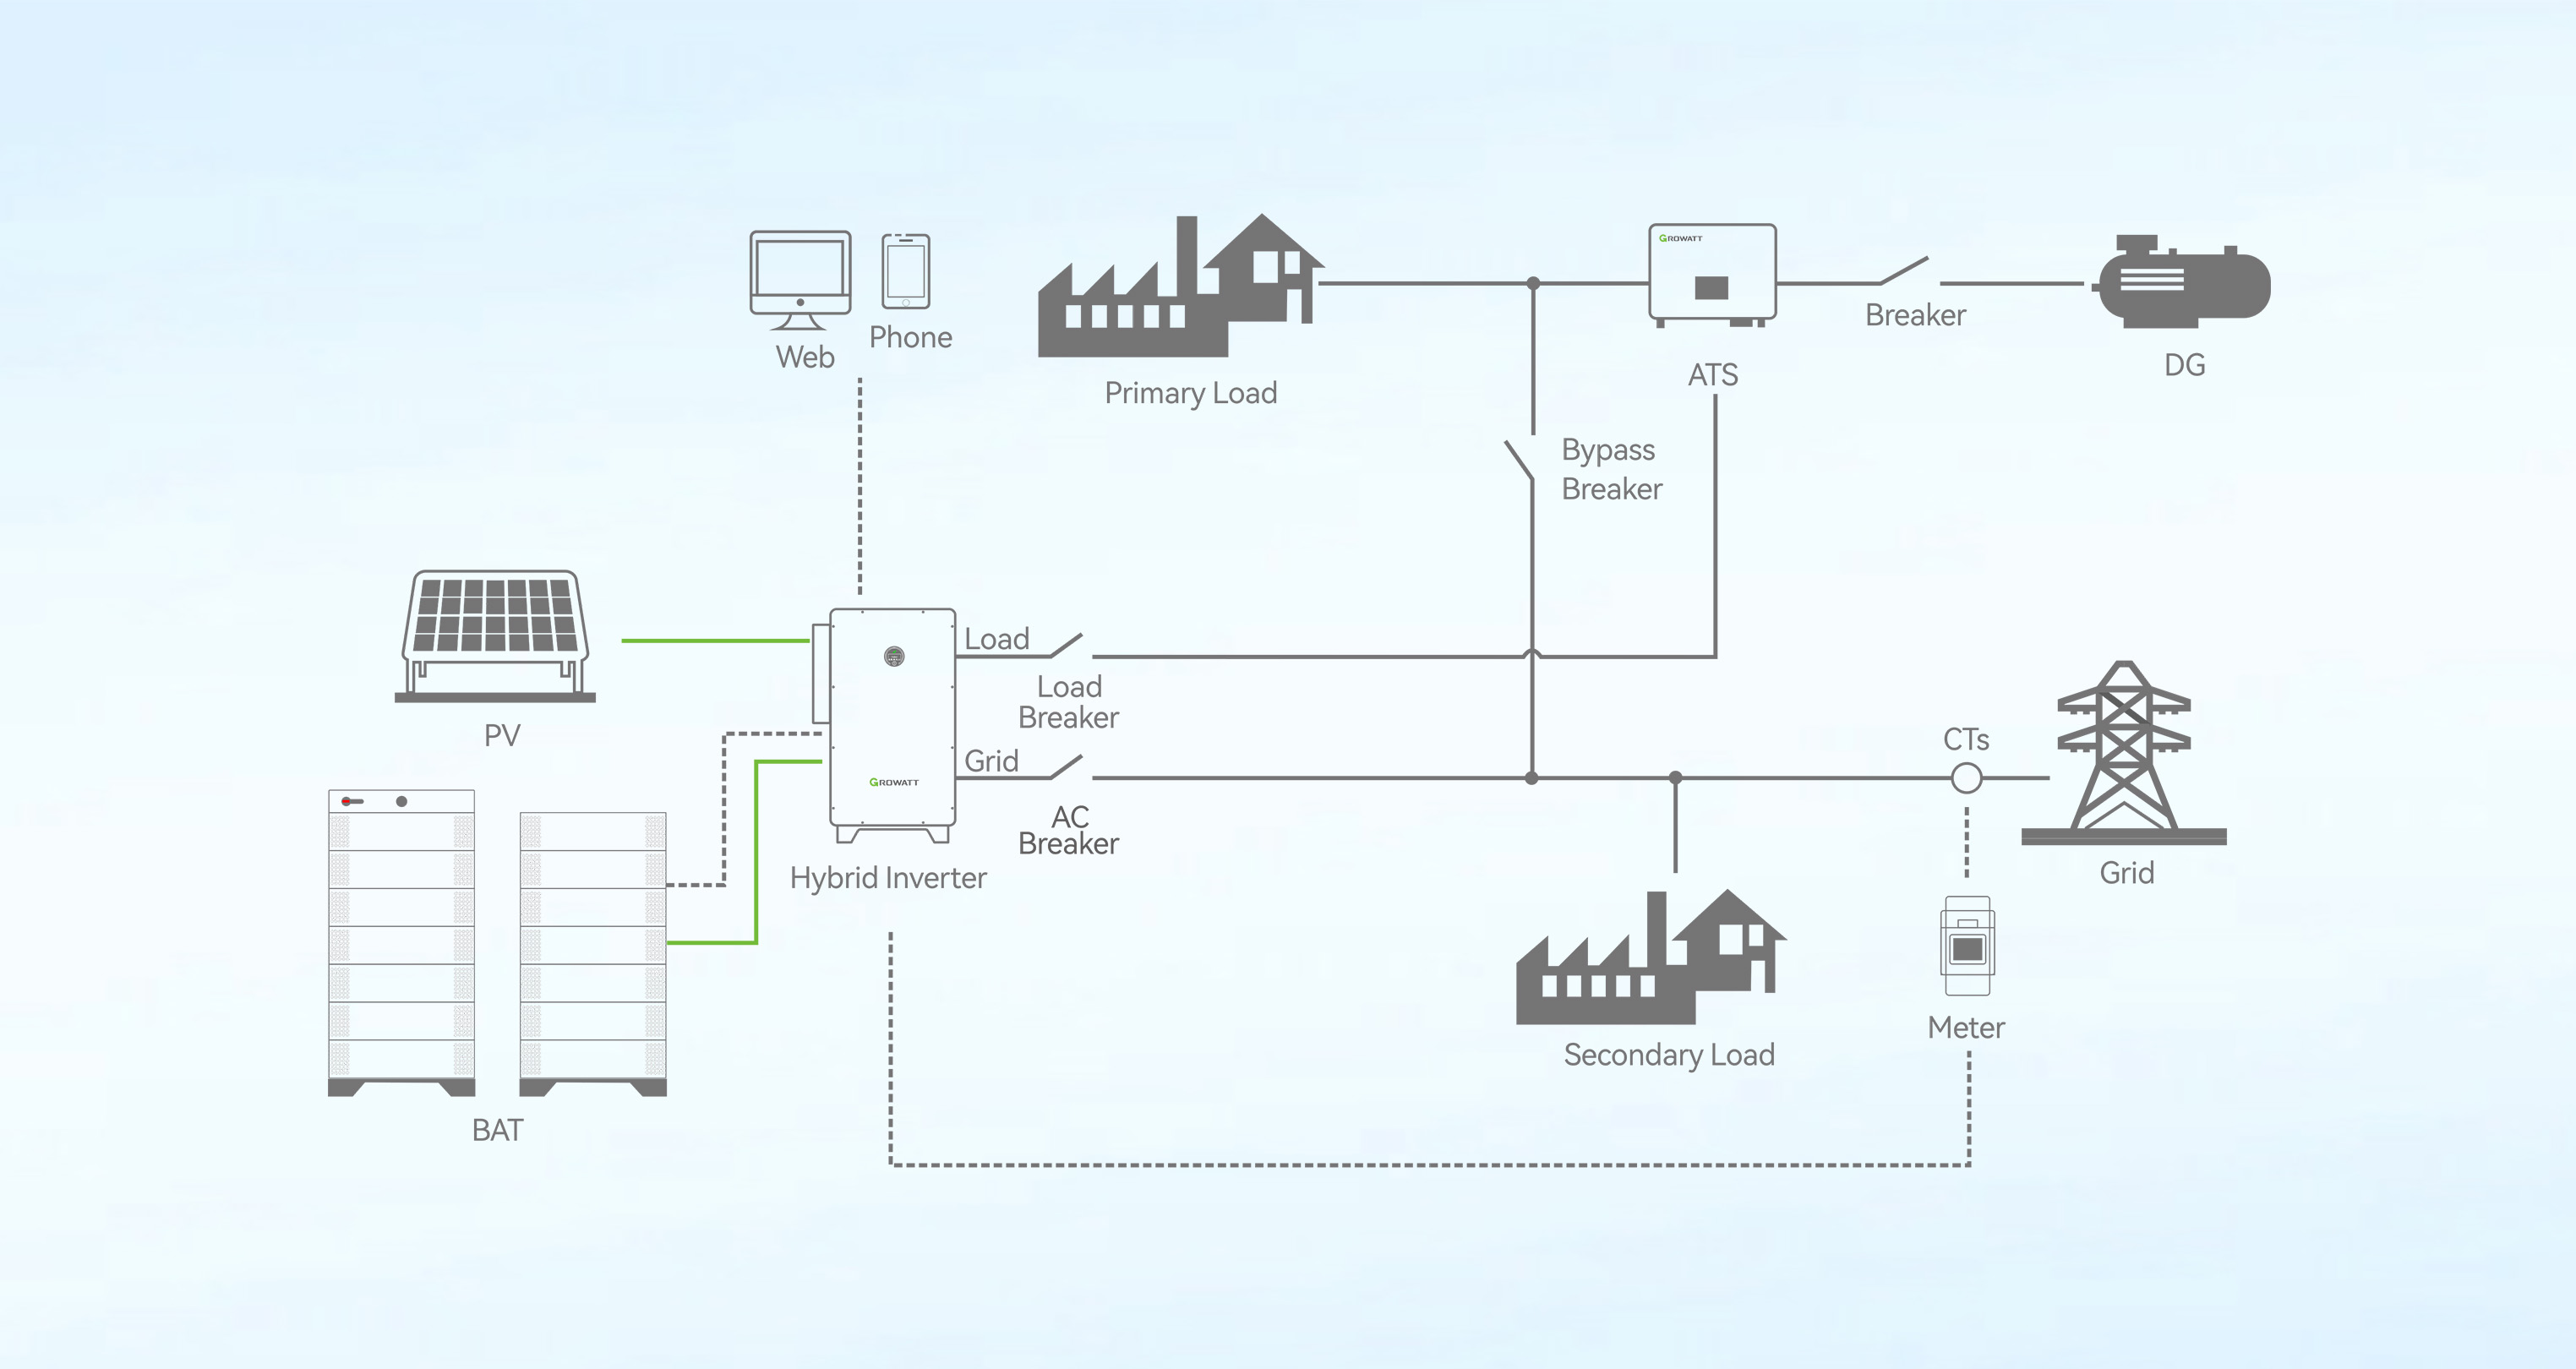 GROWATT
Web
Phone
Primary Load
ATS
Breaker
DG
Bypass
Breaker
PV
Load
Load
Breaker
Grid
AC
Breaker
GROWATT
Hybrid Inverter
CTs
Grid
Meter
Secondary Load
BAT